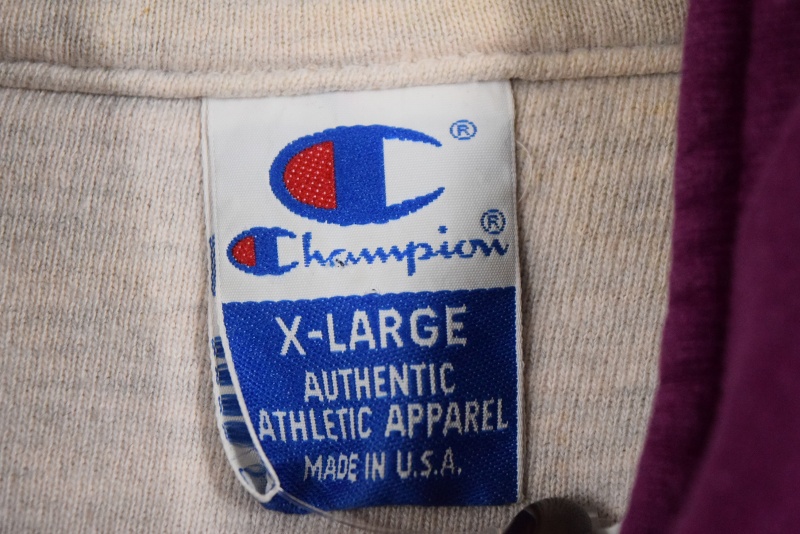 ®
Champion®
X-LARGE
AUTHENTIC
ATHLETIC APPAREL
MADE IN U.S.A.